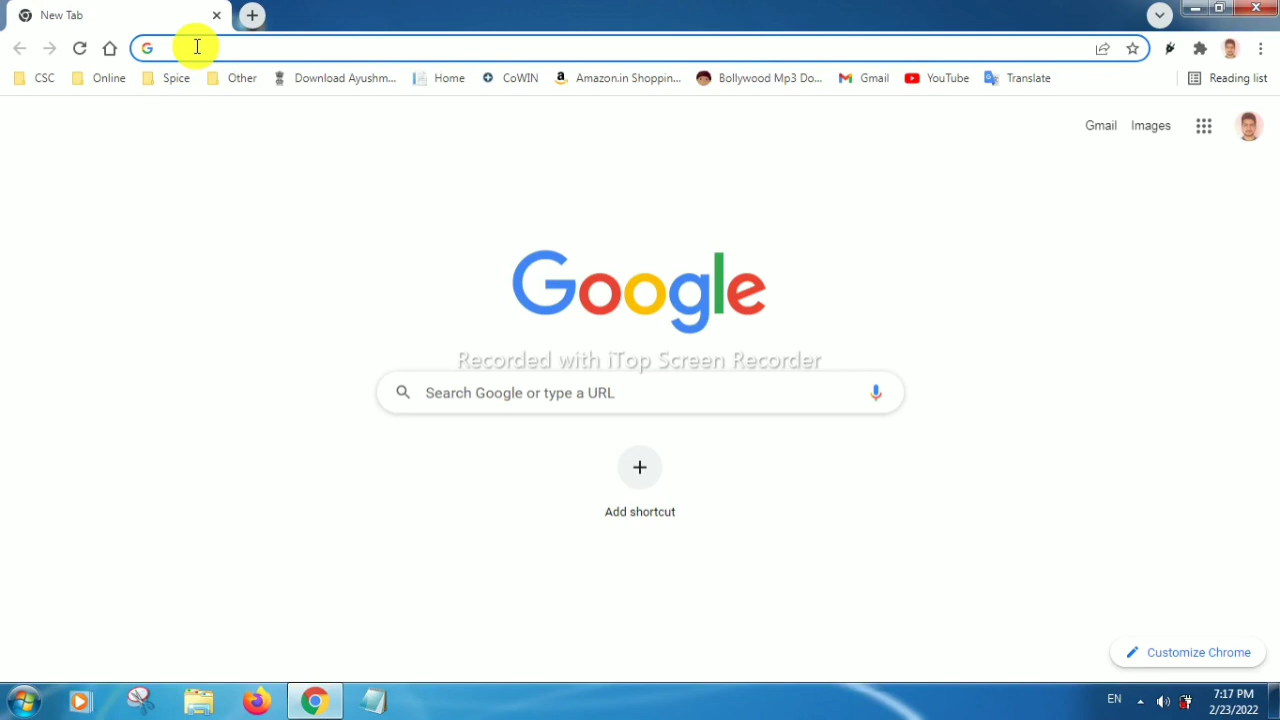 New Tab
CSC Online Spice Other Download Ayushm... Home CoWIN Amazon.in Shoppin... Bollywood Mp3 Do... Gmail YouTube Translate Reading list
Gmail Images
Google
Recorded with iTop Screen Recorder
Search Google or type a URL
Add shortcut
Customize Chrome
EN 7:17 PM
2/23/2022